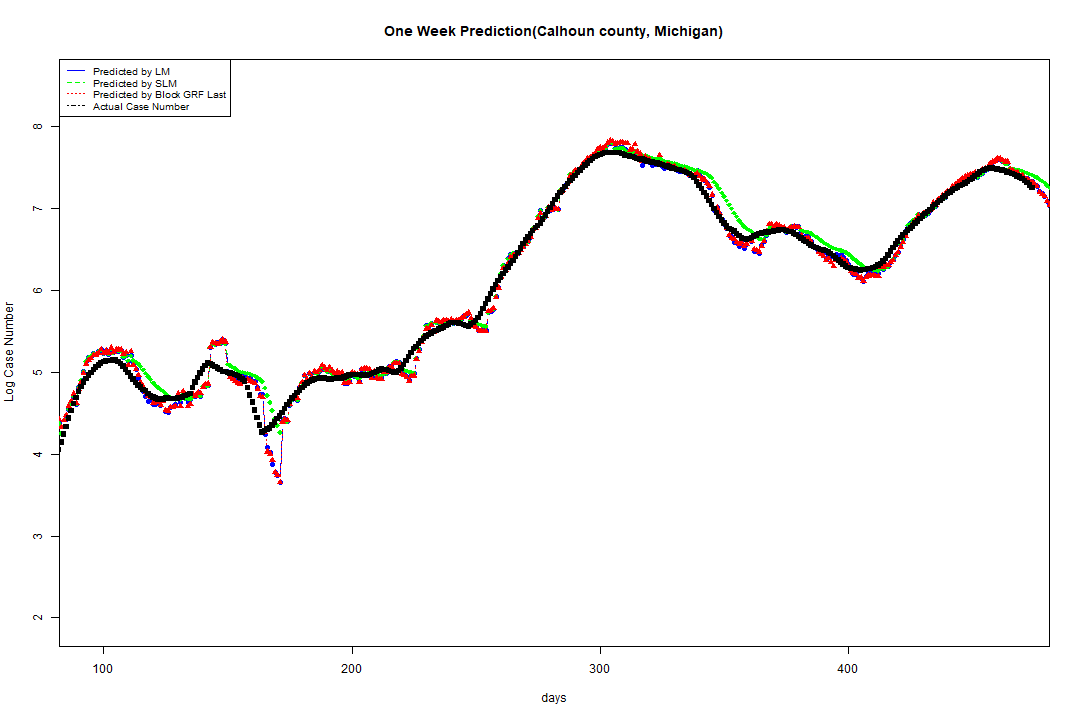 One Week Prediction(Calhoun county, Michigan)
Predicted by LM
Predicted by SLM
Predicted by Block GRF Last
Actual Case Number
8
7
6
5
4
3
2
Log Case Number
100 200 300 400
days